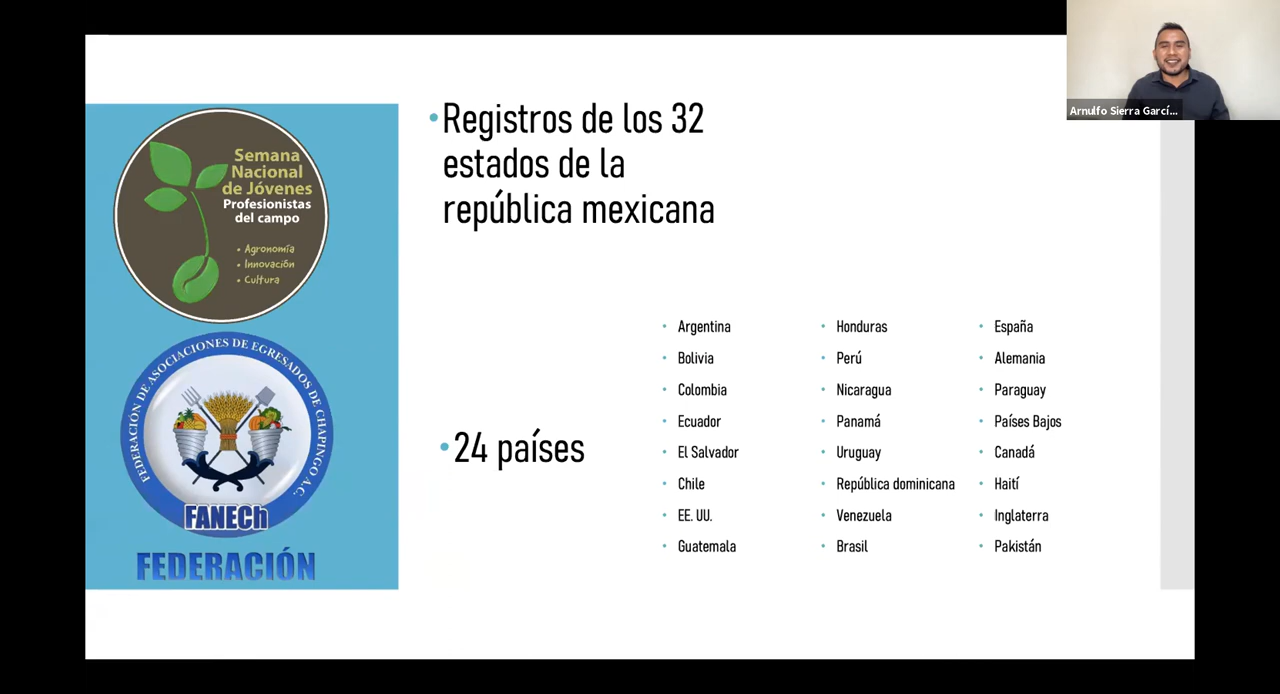 Arnulfo Sierra Garcí...
Semana
Nacional
de Jóvenes
Profesionistas
del campo
• Agronomía
• Innovación
• Cultura
FEDERACIÓN DE ASOCIACIONES DE EGRESADOS DE CHAPINGO A.C.
FANECh
FEDERACIÓN
• Registros de los 32
estados de la
república mexicana
• 24 países
• Argentina
• Bolivia
• Colombia
• Ecuador
• El Salvador
• Chile
• EE. UU.
• Guatemala
• Honduras
• Perú
• Nicaragua
• Panamá
• Uruguay
• República dominicana
• Venezuela
• Brasil
• España
• Alemania
• Paraguay
• Países Bajos
• Canadá
• Haití
• Inglaterra
• Pakistán